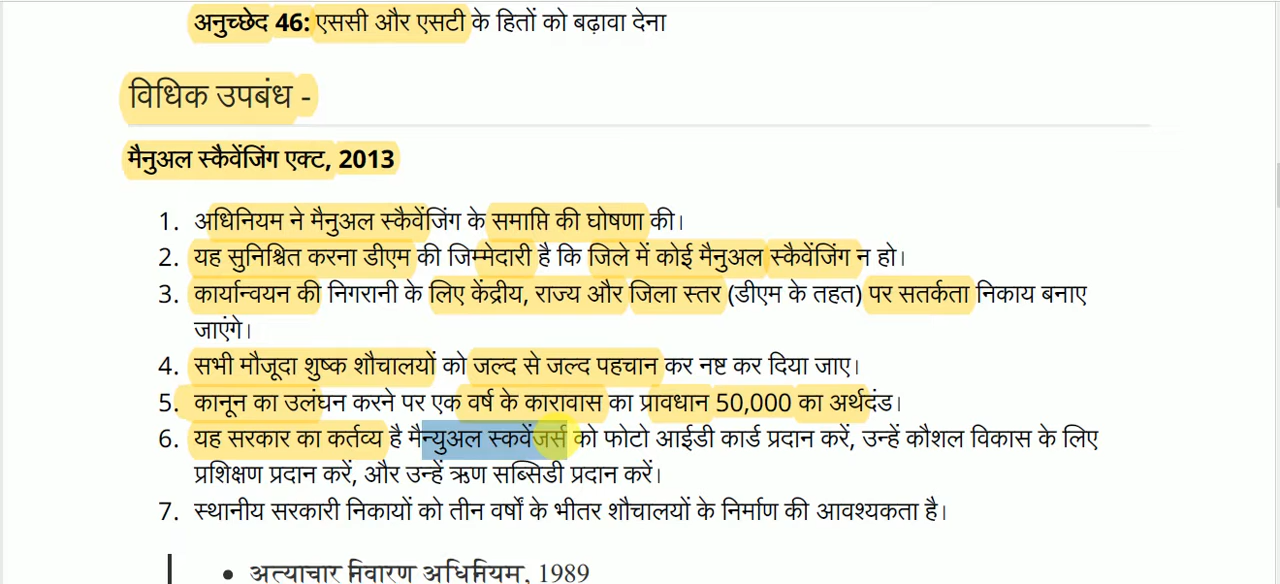 अनुच्छेद 46: एससी और एसटी के हितों को बढ़ावा देना
विधिक उपबंध -
मैनुअल स्कैवेंजिंग एक्ट, 2013
1. अधिनियम ने मैनुअल स्कैवेंजिंग के समाप्ति की घोषणा की।
2. यह सुनिश्चित करना डीएम की जिम्मेदारी है कि जिले में कोई मैनुअल स्कैवेंजिंग न हो।
3. कार्यान्वयन की निगरानी के लिए केंद्रीय, राज्य और जिला स्तर (डीएम के तहत) पर सतर्कता निकाय बनाए
जाएंगे।
4. सभी मौजूदा शुष्क शौचालयों को जल्द से जल्द पहचान कर नष्ट कर दिया जाए।
5. कानून का उलंघन करने पर एक वर्ष के कारावास का प्रावधान 50,000 का अर्थदंड।
6. यह सरकार का कर्तव्य है मैन्युअल स्कवेंजर्स को फोटो आईडी कार्ड प्रदान करें, उन्हें कौशल विकास के लिए
प्रशिक्षण प्रदान करें, और उन्हें ऋण सब्सिडी प्रदान करें।
7. स्थानीय सरकारी निकायों को तीन वर्षों के भीतर शौचालयों के निर्माण की आवश्यकता है।
• अत्याचार निवारण अधिनियम, 1989